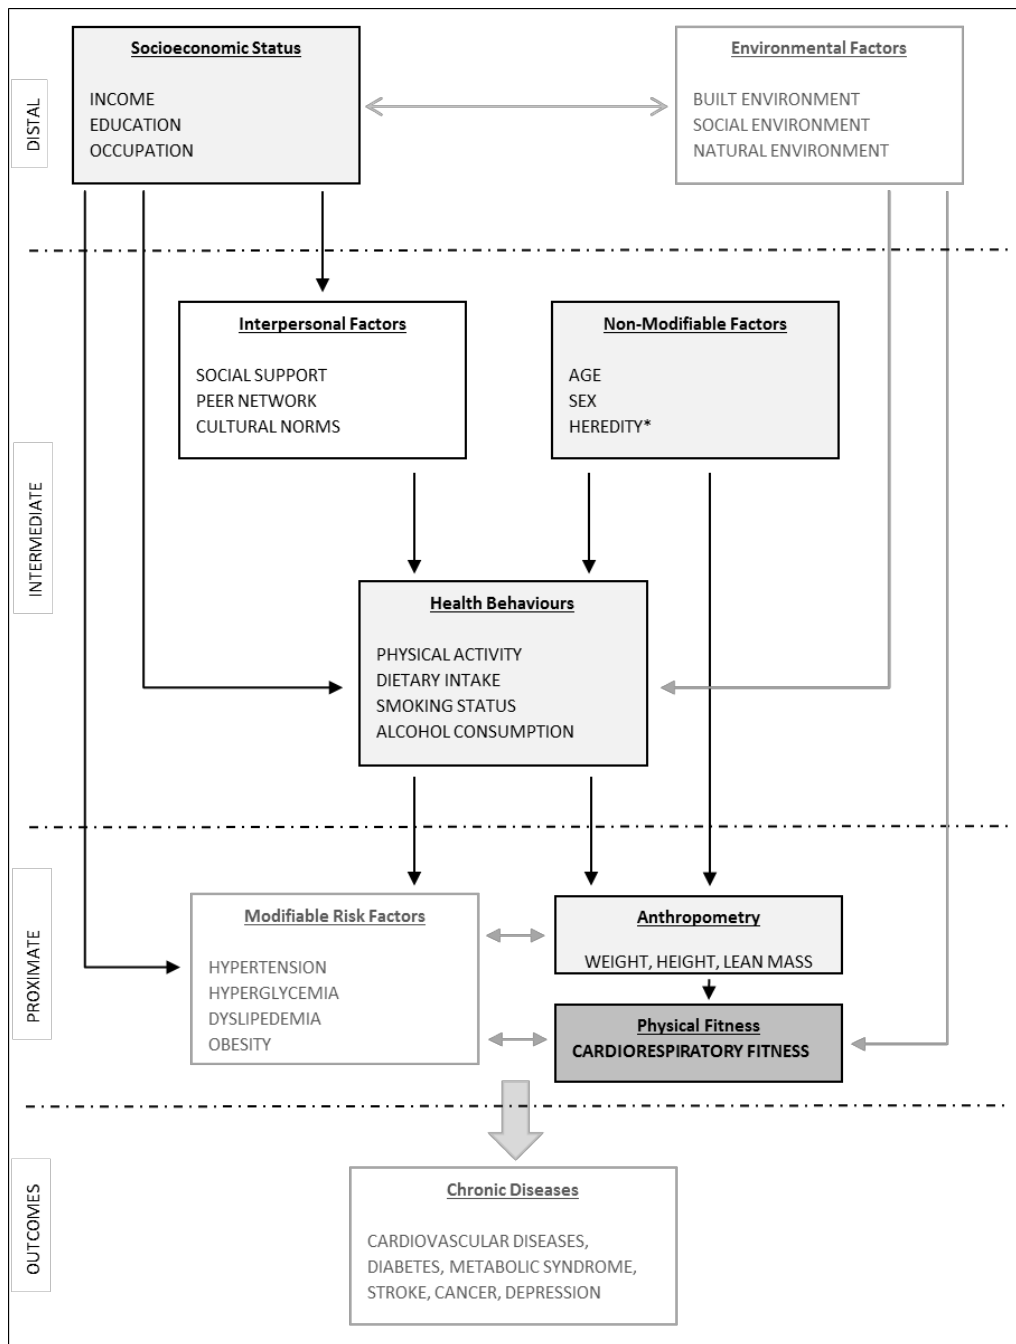 DISTAL
Socioeconomic Status
INCOME
EDUCATION
OCCUPATION
Environmental Factors
BUILT ENVIRONMENT
SOCIAL ENVIRONMENT
NATURAL ENVIRONMENT
INTERMEDIATE
Interpersonal Factors
SOCIAL SUPPORT
PEER NETWORK
CULTURAL NORMS
Non-Modifiable Factors
AGE
SEX
HEREDITY*
Health Behaviours
PHYSICAL ACTIVITY
DIETARY INTAKE
SMOKING STATUS
ALCOHOL CONSUMPTION
PROXIMATE
Modifiable Risk Factors
HYPERTENSION
HYPERGLYCEMIA
DYSLIPEDEMIA
OBESITY
Anthropometry
WEIGHT, HEIGHT, LEAN MASS
Physical Fitness
CARDIORESPIRATORY FITNESS
OUTCOMES
Chronic Diseases
CARDIOVASCULAR DISEASES,
DIABETES, METABOLIC SYNDROME,
STROKE, CANCER, DEPRESSION